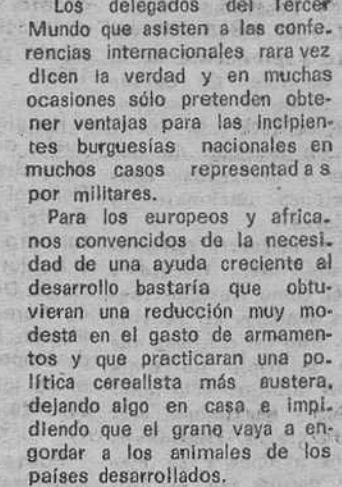 Los delegados del Tercer
Mundo que asisten a las confe-
rencias internacionales rara vez
dicen la verdad y en muchas
ocasiones sólo pretenden obte-
ner ventajas para las incipien-
tes burguesías nacionales en
muchos casos representad a s
por militares.
Para los europeos y africa-
nos convencidos de la necesi-
dad de una ayuda creciente al
desarrollo bastaría que obtu-
vieran una reducción muy mo-
desta en el gasto de armamen-
tos y que practicaran una po-
lítica cerealista más austera,
dejando algo en casa e impi-
diendo que el grano vaya a en-
gordar a los animales de los
países desarrollados.